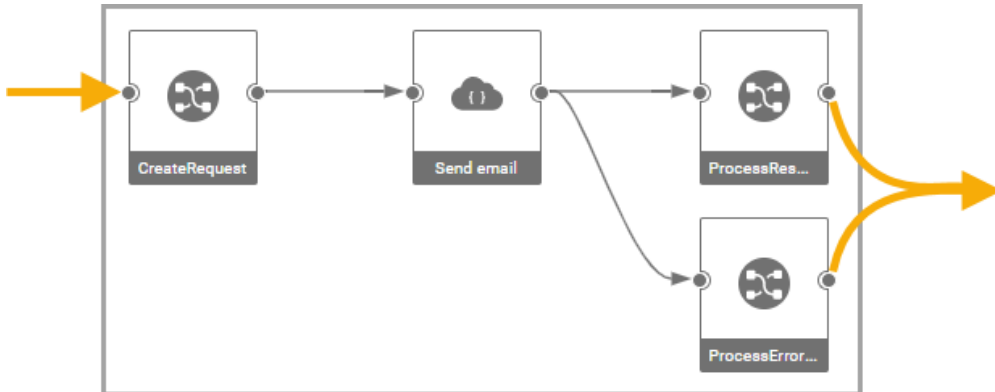 { }
CreateRequest
Send email
ProcessRes...
ProcessError...